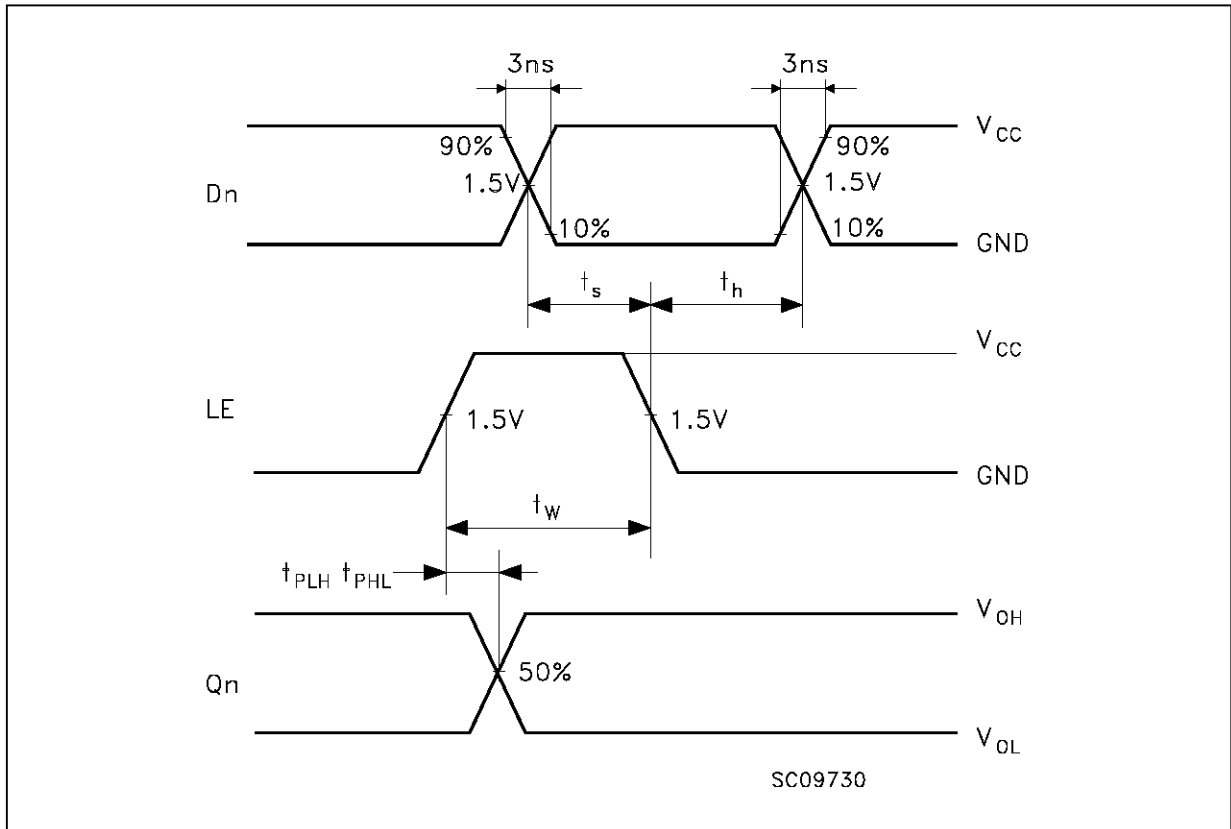 3ns 3ns
V_CC
90% 90%
Dn 1.5V 1.5V
10% 10%
GND
t_s t_h
V_CC
LE 1.5V 1.5V
GND
t_W
t_PLH t_PHL
V_OH
Qn 50%
V_OL
SC09730